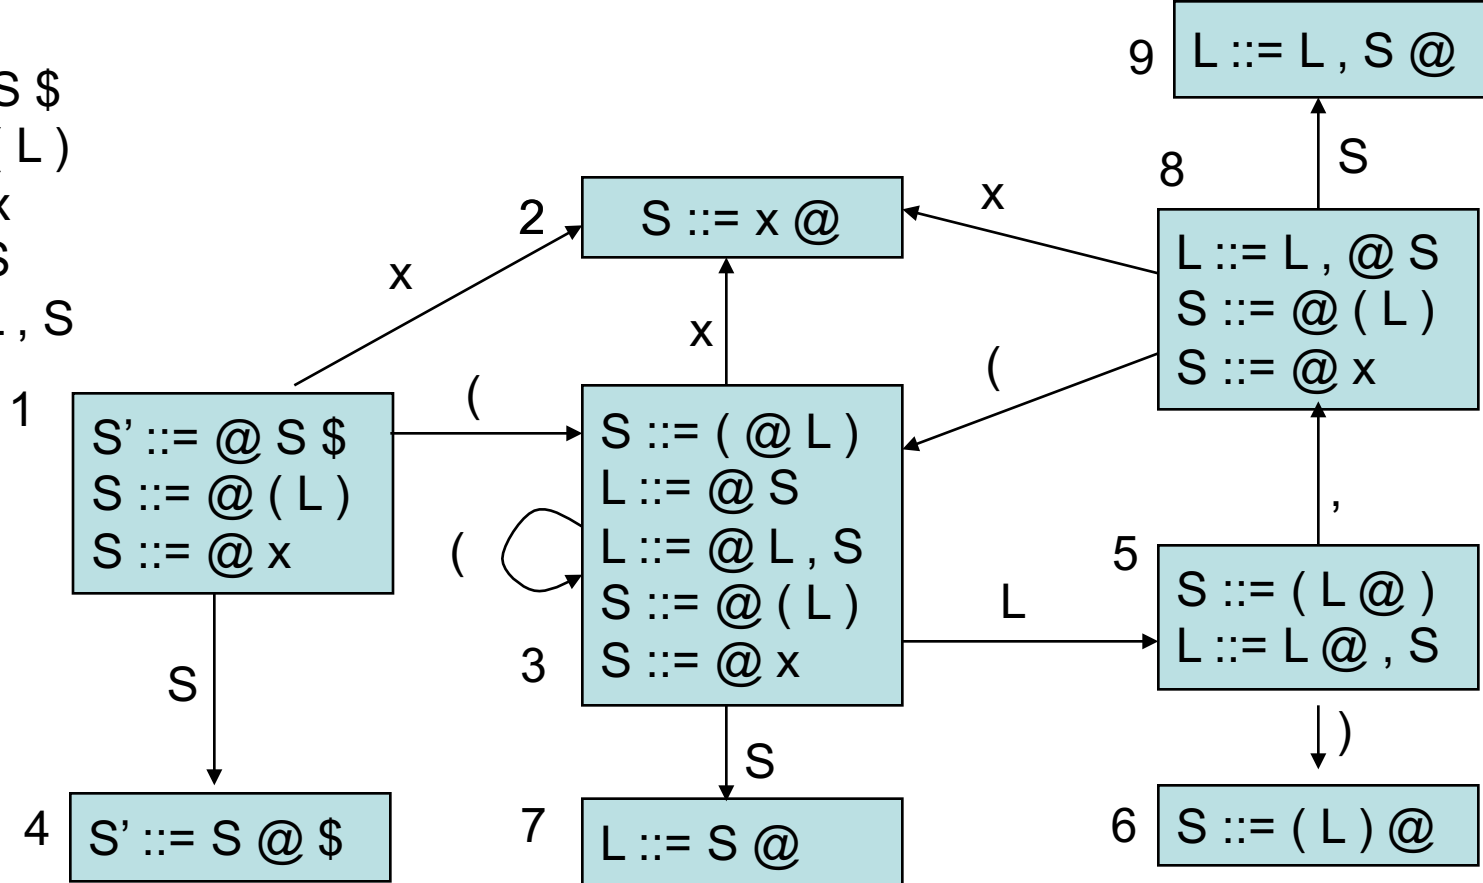 S $
( L )
x
S
L , S
9
L ::= L , S @
S
8
2
S ::= x @
x
x
x
L ::= L , @ S
S ::= @ ( L )
S ::= @ x
(
1
S’ ::= @ S $
S ::= @ ( L )
S ::= @ x
(
S ::= ( @ L )
L ::= @ S
L ::= @ L , S
S ::= @ ( L )
S ::= @ x
(
3
L
,
5
S ::= ( L @ )
L ::= L @ , S
S
S
)
4
S’ ::= S @ $
7
L ::= S @
6
S ::= ( L ) @